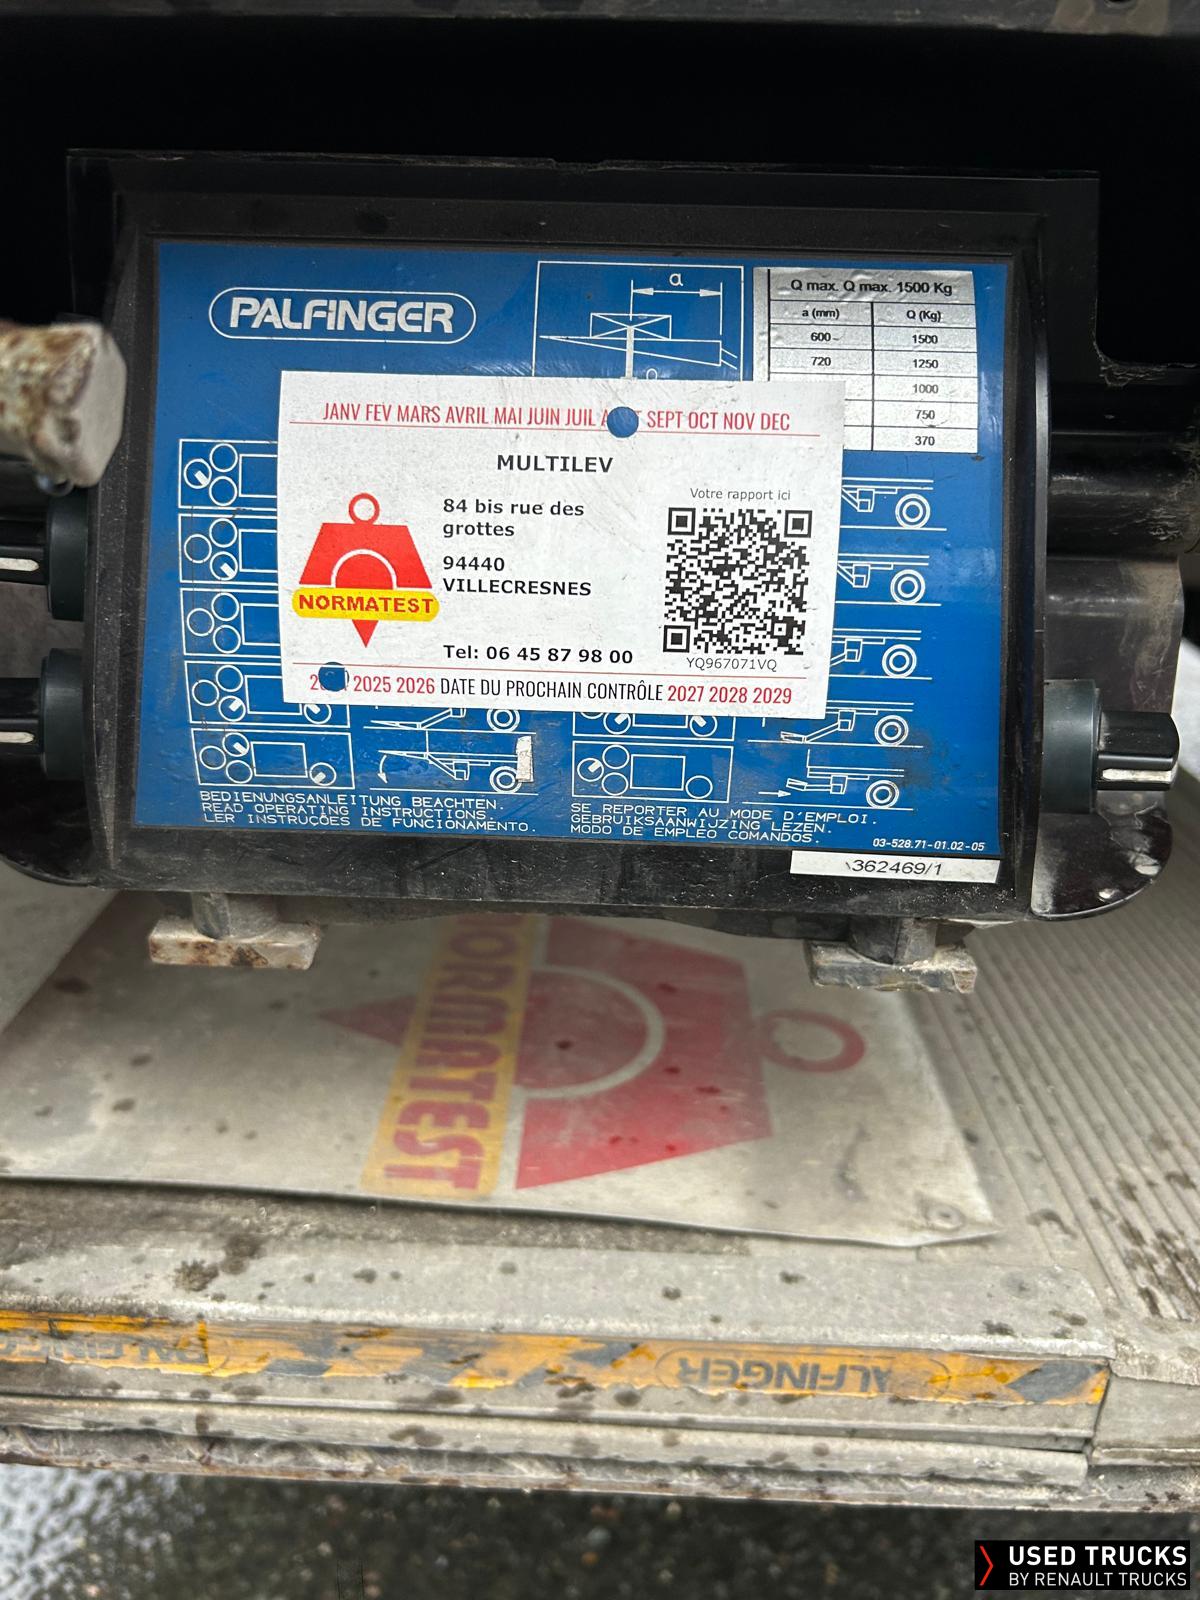 PALFINGER
a
Q max. Q max. 1500 Kg
a (mm) Q (Kg)
600 1500
720 1250
1000
750
370
JANV FEV MARS AVRIL MAI JUIN JUIL SEPT OCT NOV DEC
MULTILEV
84 bis rue des
grottes
94440
VILLECRESNES
Tel: 06 45 87 98 00
NORMATEST
Votre rapport ici
YQ967071VQ
2025 2026 DATE DU PROCHAIN CONTRÔLE 2027 2028 2029
BEDIENUNGSANLEITUNG BEACHTEN.
READ OPERATING INSTRUCTIONS.
LER INSTRUÇÕES DE FUNCIONAMENTO.
SE REPORTER AU MODE D'EMPLOI.
GEBRUIKSAANWIJZING LEZEN.
MODO DE EMPLEO COMANDOS.
03-528.71-01.02-05
362469/1
NORMATEST
PALFINGER
ALFINGER
USED TRUCKS
BY RENAULT TRUCKS